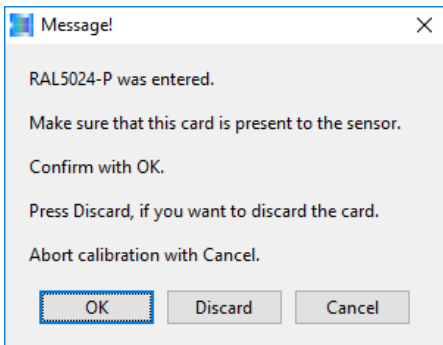 Message!
RAL5024-P was entered.
Make sure that this card is present to the sensor.
Confirm with OK.
Press Discard, if you want to discard the card.
Abort calibration with Cancel.
OK Discard Cancel